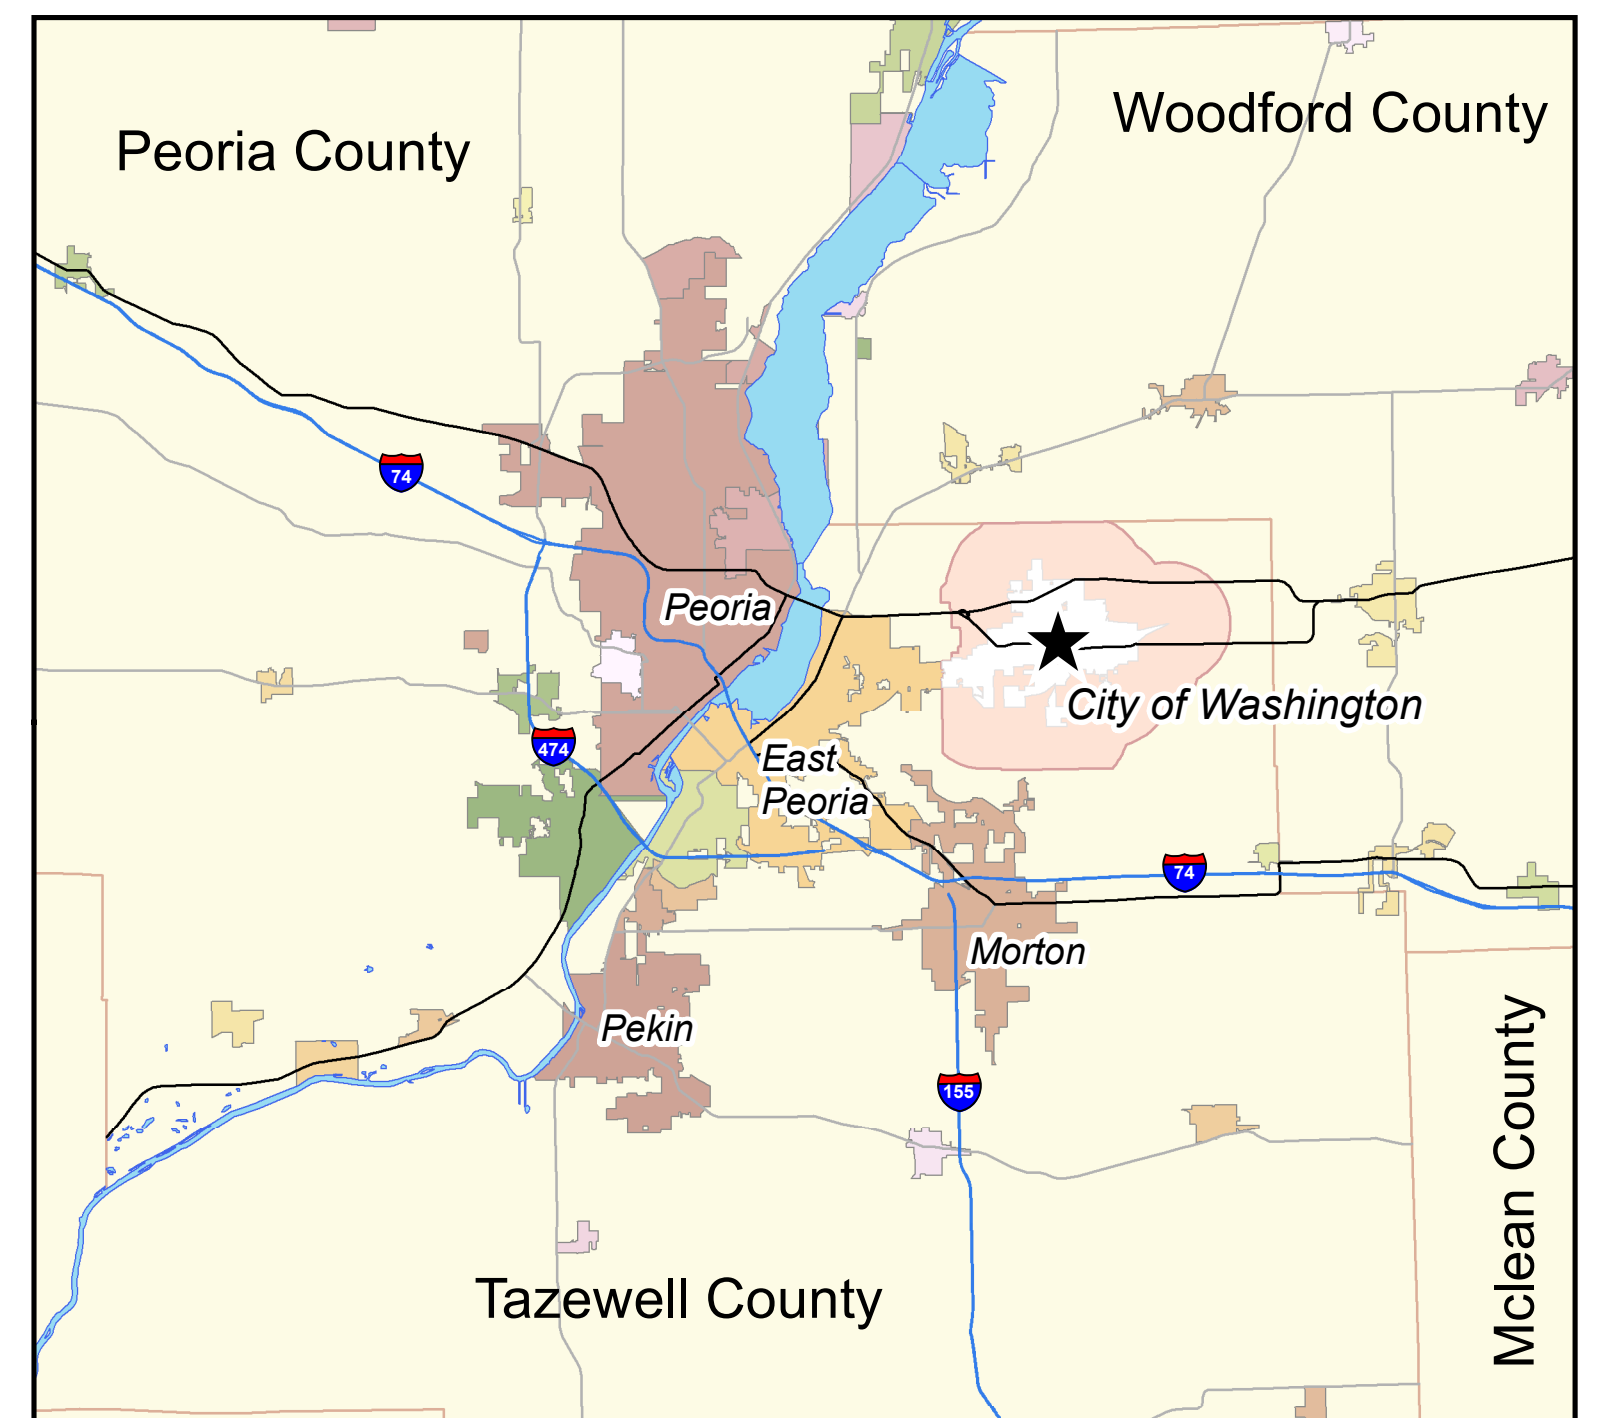 Woodford County
Peoria County
74
Peoria
City of Washington
474
East
Peoria
74
Morton
Pekin
155
Mclean County
Tazewell County